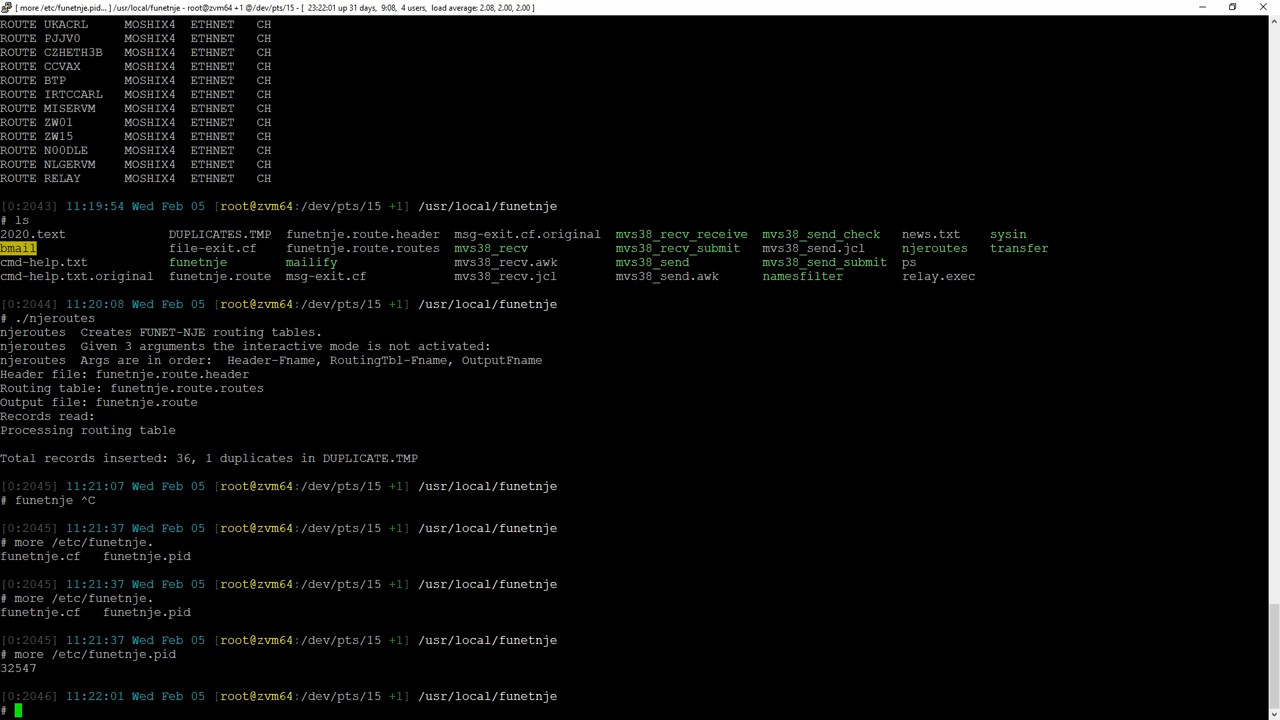 [ more /etc/funetnje.pid... ] /usr/local/funetnje - root@zvm64 +1 @/dev/pts/15 - [ 23:22:01 up 31 days, 9:08, 4 users, load average: 2.08, 2.00, 2.00 ]
ROUTE UKACRL MOSHIX4 ETHNET CH
ROUTE PJJV0 MOSHIX4 ETHNET CH
ROUTE CZHETH3B MOSHIX4 ETHNET CH
ROUTE CCVAX MOSHIX4 ETHNET CH
ROUTE BTP MOSHIX4 ETHNET CH
ROUTE IRTCCARL MOSHIX4 ETHNET CH
ROUTE MISERVM MOSHIX4 ETHNET CH
ROUTE ZW01 MOSHIX4 ETHNET CH
ROUTE ZW15 MOSHIX4 ETHNET CH
ROUTE N00DLE MOSHIX4 ETHNET CH
ROUTE NLGERVM MOSHIX4 ETHNET CH
ROUTE RELAY MOSHIX4 ETHNET CH
[0:2043] 11:19:54 Wed Feb 05 [root@zvm64:/dev/pts/15 +1] /usr/local/funetnje
# ls
2020.text DUPLICATES.TMP funetnje.route.header msg-exit.cf.original mvs38_recv_receive mvs38_send_check news.txt sysin
bmail file-exit.cf funetnje.route.routes mvs38_recv mvs38_recv_submit mvs38_send.jcl njeroutes transfer
cmd-help.txt funetnje mailify mvs38_recv.awk mvs38_send mvs38_send_submit ps
cmd-help.txt.original funetnje.route msg-exit.cf mvs38_recv.jcl mvs38_send.awk namesfilter relay.exec
[0:2044] 11:20:08 Wed Feb 05 [root@zvm64:/dev/pts/15 +1] /usr/local/funetnje
# ./njeroutes
njeroutes Creates FUNET-NJE routing tables.
njeroutes Given 3 arguments the interactive mode is not activated:
njeroutes Args are in order: Header-Fname, RoutingTbl-Fname, OutputFname
Header file: funetnje.route.header
Routing table: funetnje.route.routes
Output file: funetnje.route
Records read:
Processing routing table
Total records inserted: 36, 1 duplicates in DUPLICATE.TMP
[0:2045] 11:21:07 Wed Feb 05 [root@zvm64:/dev/pts/15 +1] /usr/local/funetnje
# funetnje ^C
[0:2045] 11:21:37 Wed Feb 05 [root@zvm64:/dev/pts/15 +1] /usr/local/funetnje
# more /etc/funetnje.
funetnje.cf funetnje.pid
[0:2045] 11:21:37 Wed Feb 05 [root@zvm64:/dev/pts/15 +1] /usr/local/funetnje
# more /etc/funetnje.
funetnje.cf funetnje.pid
[0:2045] 11:21:37 Wed Feb 05 [root@zvm64:/dev/pts/15 +1] /usr/local/funetnje
# more /etc/funetnje.pid
32547
[0:2046] 11:22:01 Wed Feb 05 [root@zvm64:/dev/pts/15 +1] /usr/local/funetnje
#